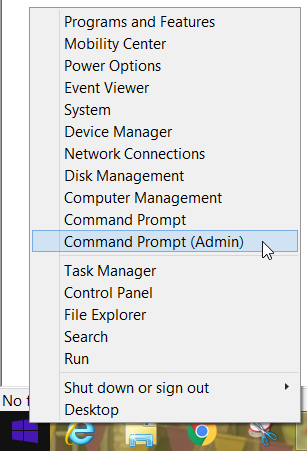 Programs and Features
Mobility Center
Power Options
Event Viewer
System
Device Manager
Network Connections
Disk Management
Computer Management
Command Prompt
Command Prompt (Admin)
Task Manager
Control Panel
File Explorer
Search
Run
Shut down or sign out
Desktop
No